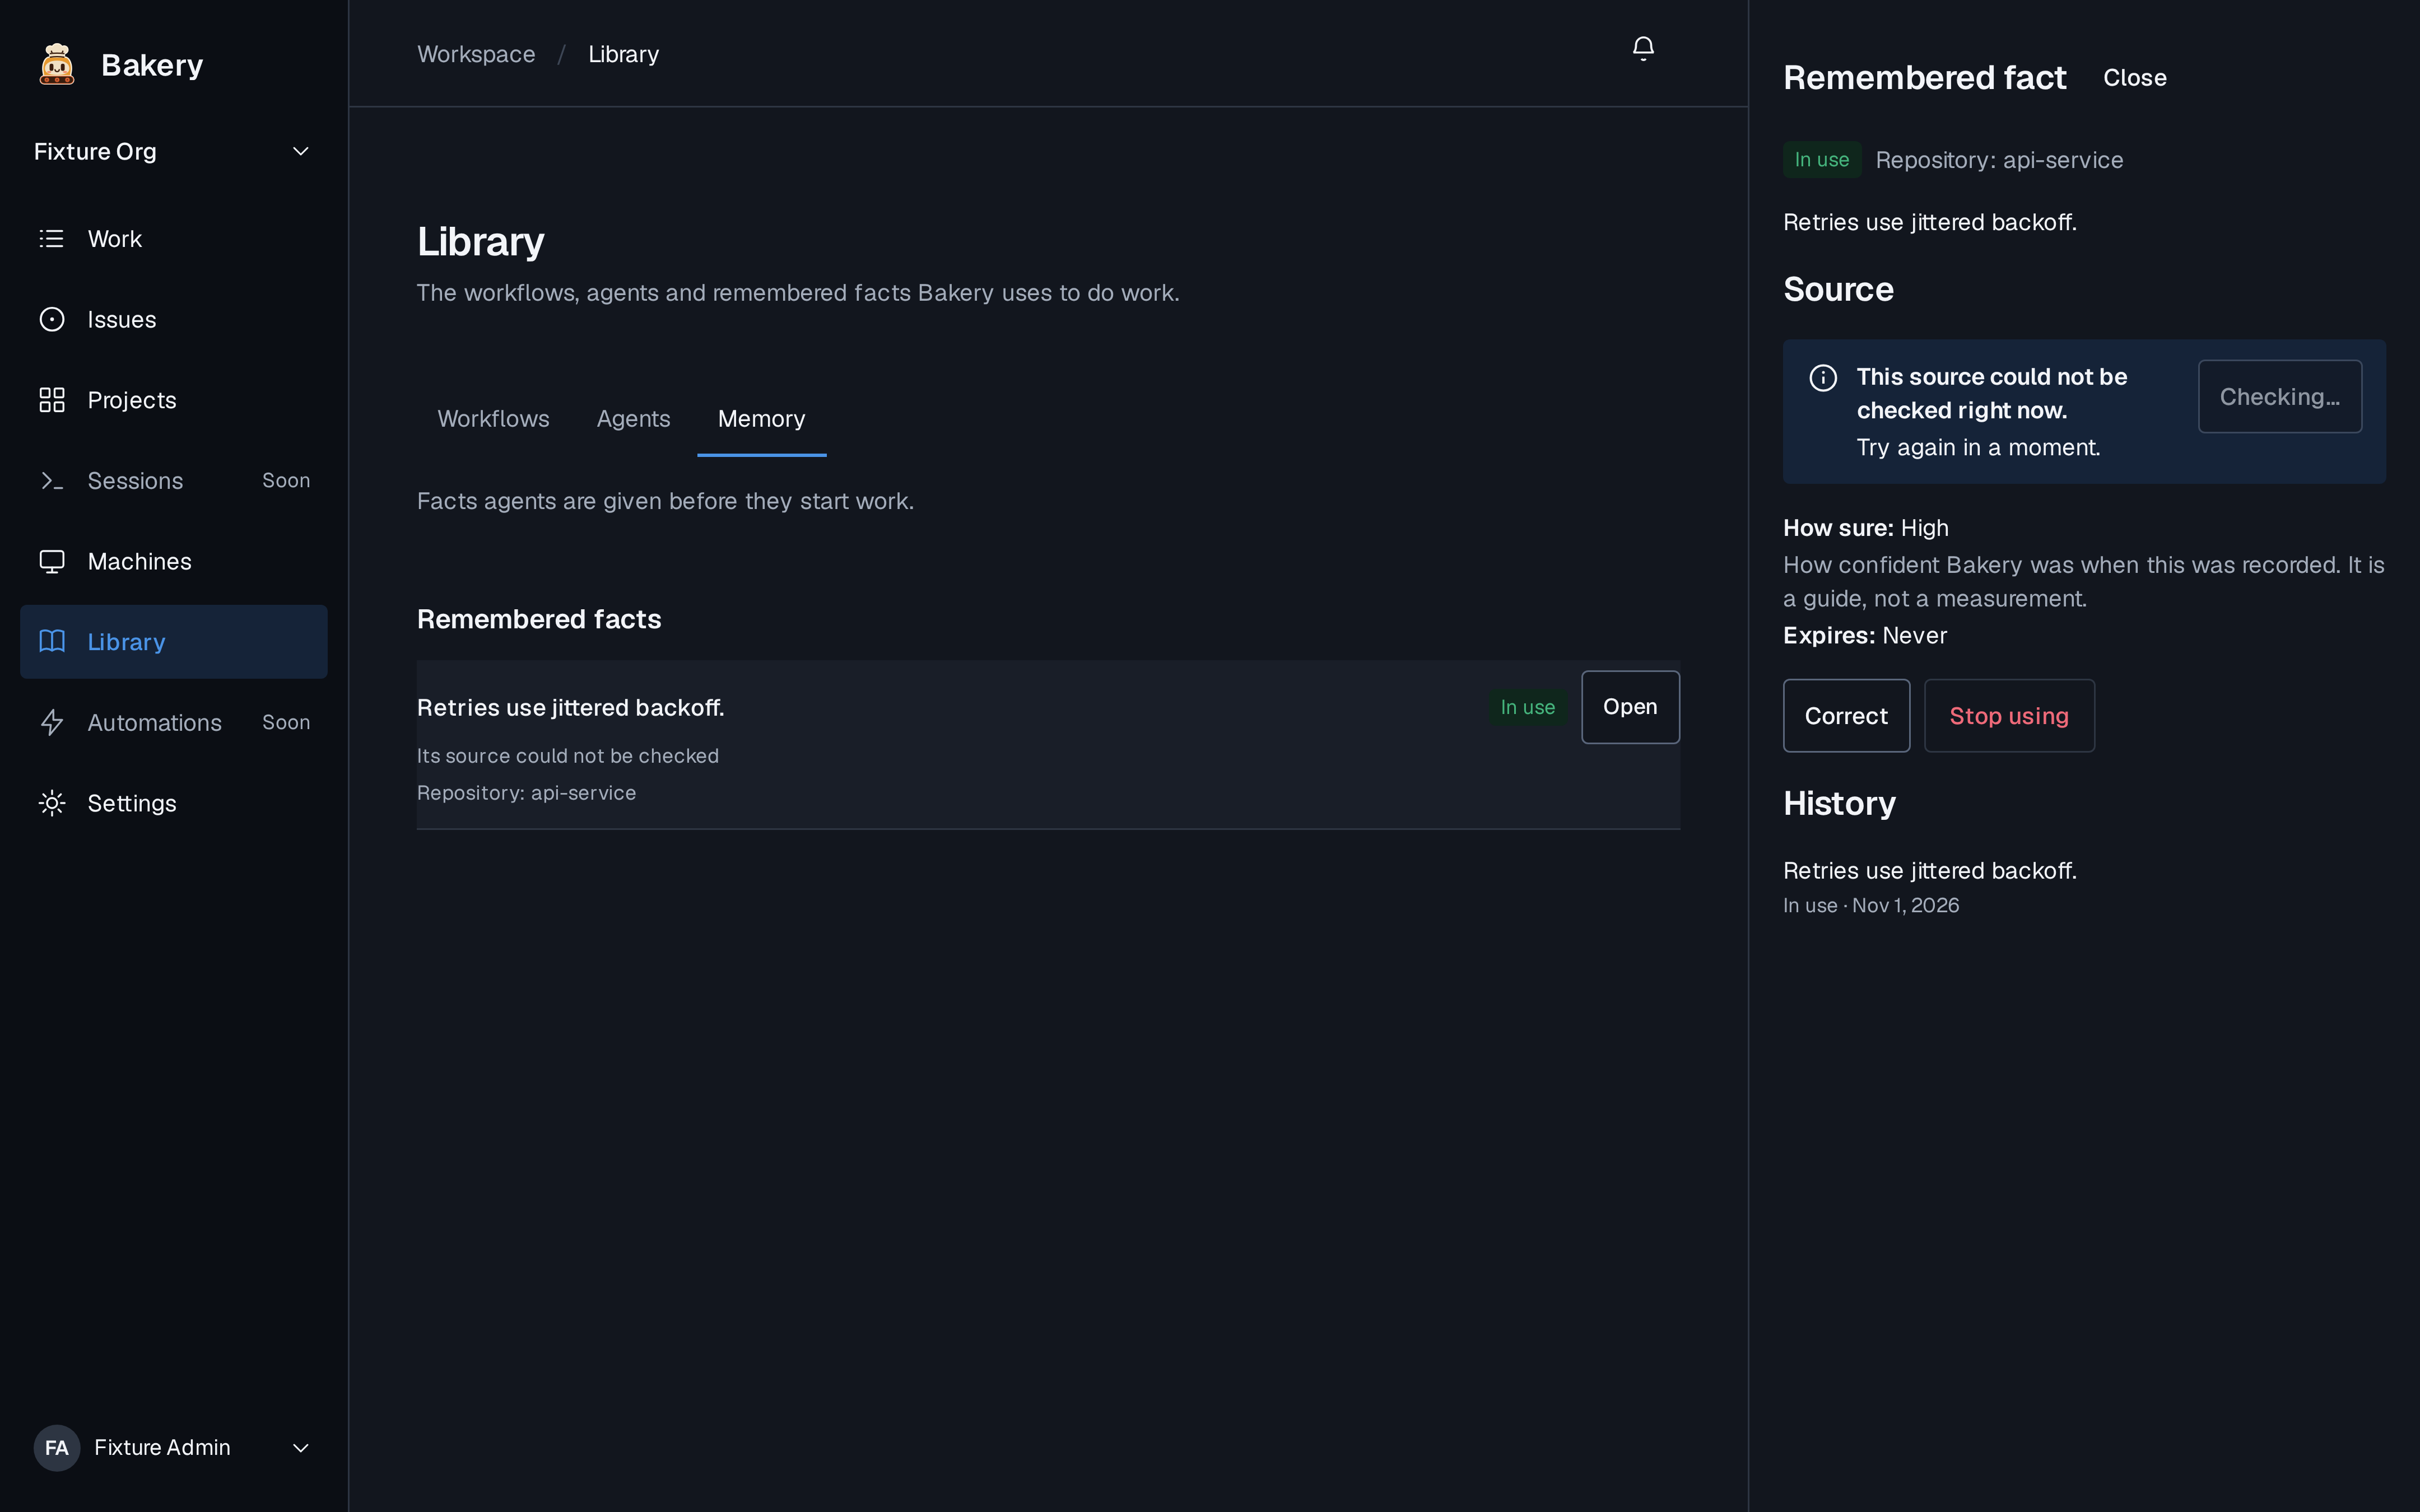 Bakery
Fixture Org
Work
Issues
Projects
Sessions Soon
Machines
Library
Automations Soon
Settings
FA Fixture Admin
Workspace / Library
Library
The workflows, agents and remembered facts Bakery uses to do work.
Workflows Agents Memory
Facts agents are given before they start work.
Remembered facts
Retries use jittered backoff. In use Open
Its source could not be checked
Repository: api-service
Remembered fact Close
In use Repository: api-service
Retries use jittered backoff.
Source
This source could not be
checked right now.
Try again in a moment.
Checking...
How sure: High
How confident Bakery was when this was recorded. It is
a guide, not a measurement.
Expires: Never
Correct Stop using
History
Retries use jittered backoff.
In use · Nov 1, 2026